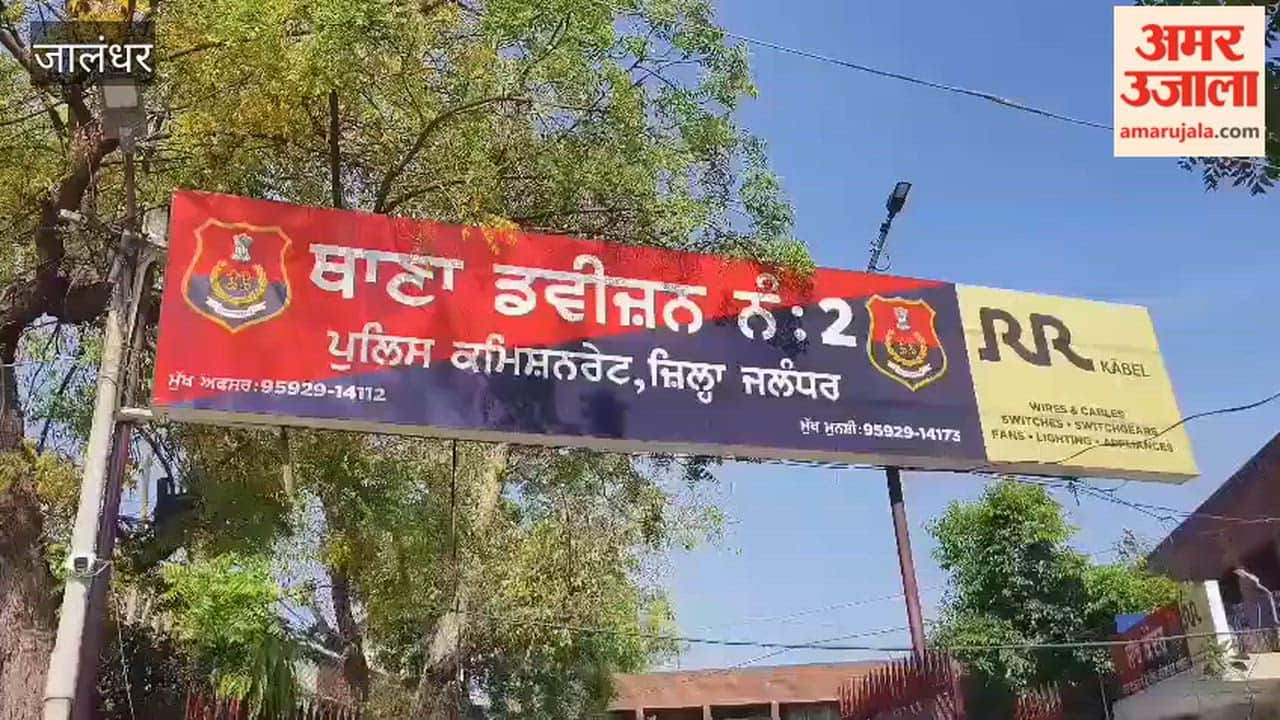 जालंधर
अमर
उजाला
amarujala.com
ਥਾਣਾ ਡਵੀਜ਼ਨ ਨੰ: 2
ਪੁਲਿਸ ਕਮਿਸ਼ਨਰੇਟ,ਜ਼ਿਲ੍ਹਾ ਜਲੰਧਰ
ਮੁੱਖ ਅਫਸਰ:95929-14112
ਮੁੱਖ ਮੁਨਸ਼ੀ:95929-14173
RR
KABEL
WIRES & CABLES
SWITCHES • SWITCHGEARS
FANS • LIGHTING • APPLIANCES